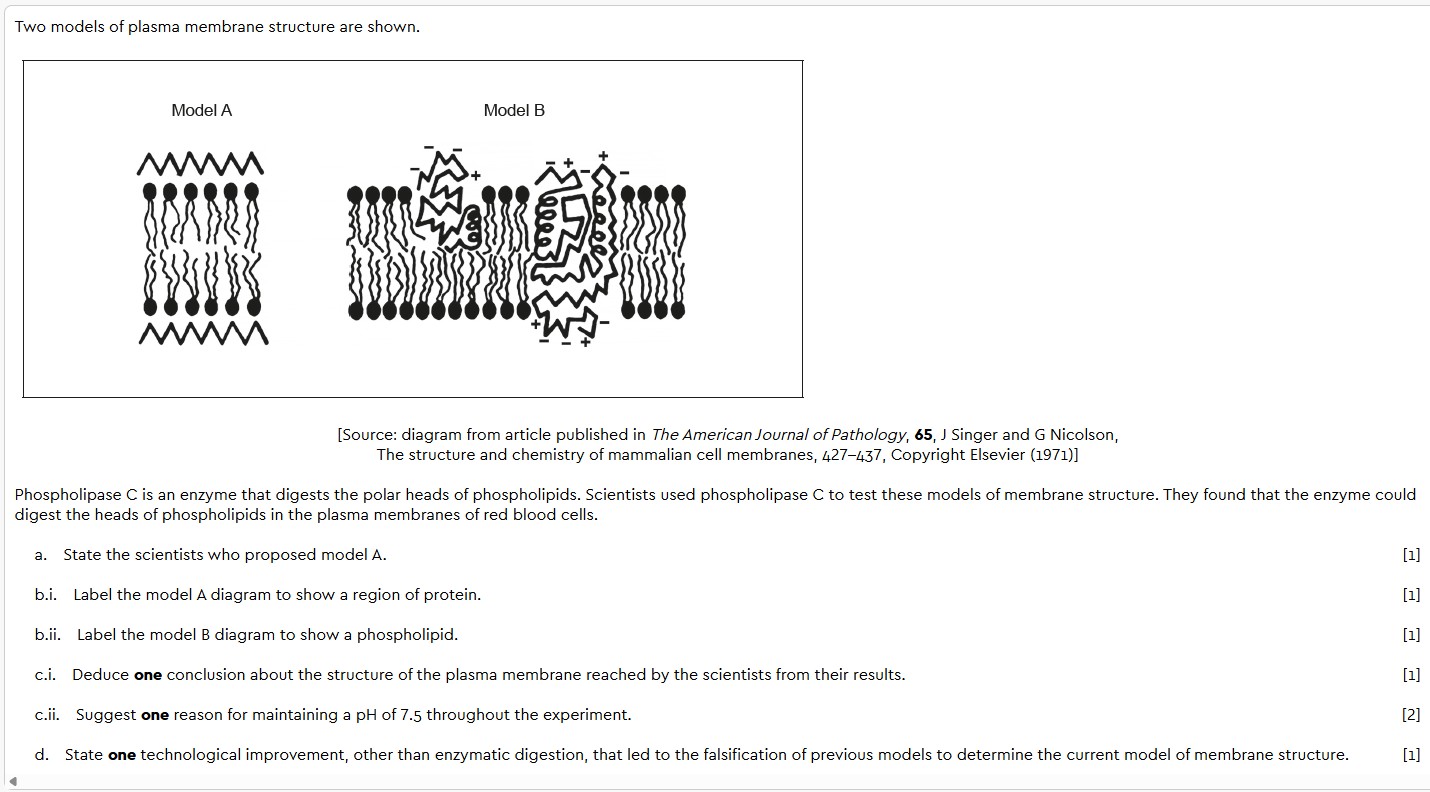 Two models of plasma membrane structure are shown.
Model A
Model B
[Source: diagram from article published in The American Journal of Pathology, 65, J Singer and G Nicolson,
The structure and chemistry of mammalian cell membranes, 427–437, Copyright Elsevier (1971)]
Phospholipase C is an enzyme that digests the polar heads of phospholipids. Scientists used phospholipase C to test these models of membrane structure. They found that the enzyme could
digest the heads of phospholipids in the plasma membranes of red blood cells.
a. State the scientists who proposed model A. [1]
b.i. Label the model A diagram to show a region of protein. [1]
b.ii. Label the model B diagram to show a phospholipid. [1]
c.i. Deduce one conclusion about the structure of the plasma membrane reached by the scientists from their results. [1]
c.ii. Suggest one reason for maintaining a pH of 7.5 throughout the experiment. [2]
d. State one technological improvement, other than enzymatic digestion, that led to the falsification of previous models to determine the current model of membrane structure. [1]